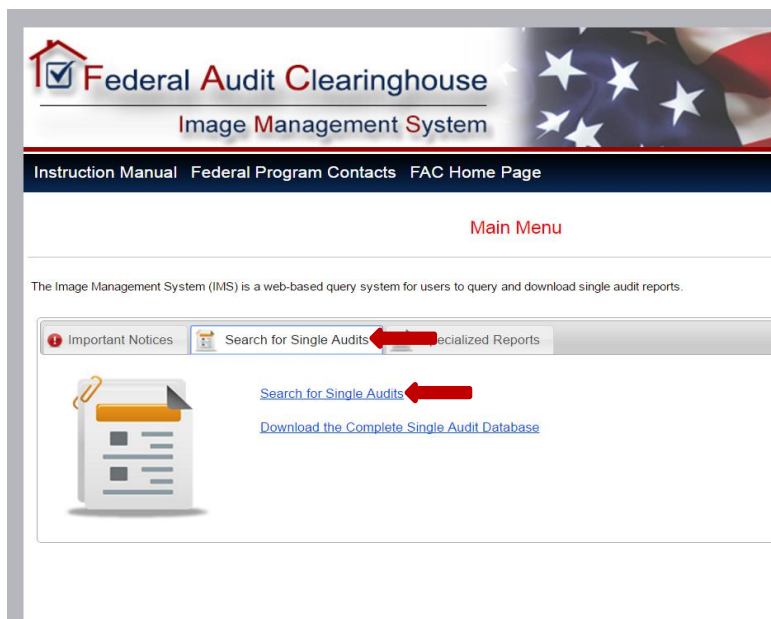 Federal Audit Clearinghouse
Image Management System
Instruction Manual Federal Program Contacts FAC Home Page
Main Menu
The Image Management System (IMS) is a web-based query system for users to query and download single audit reports.
Important Notices Search for Single Audits Reports
Search for Single Audits
Download the Complete Single Audit Database